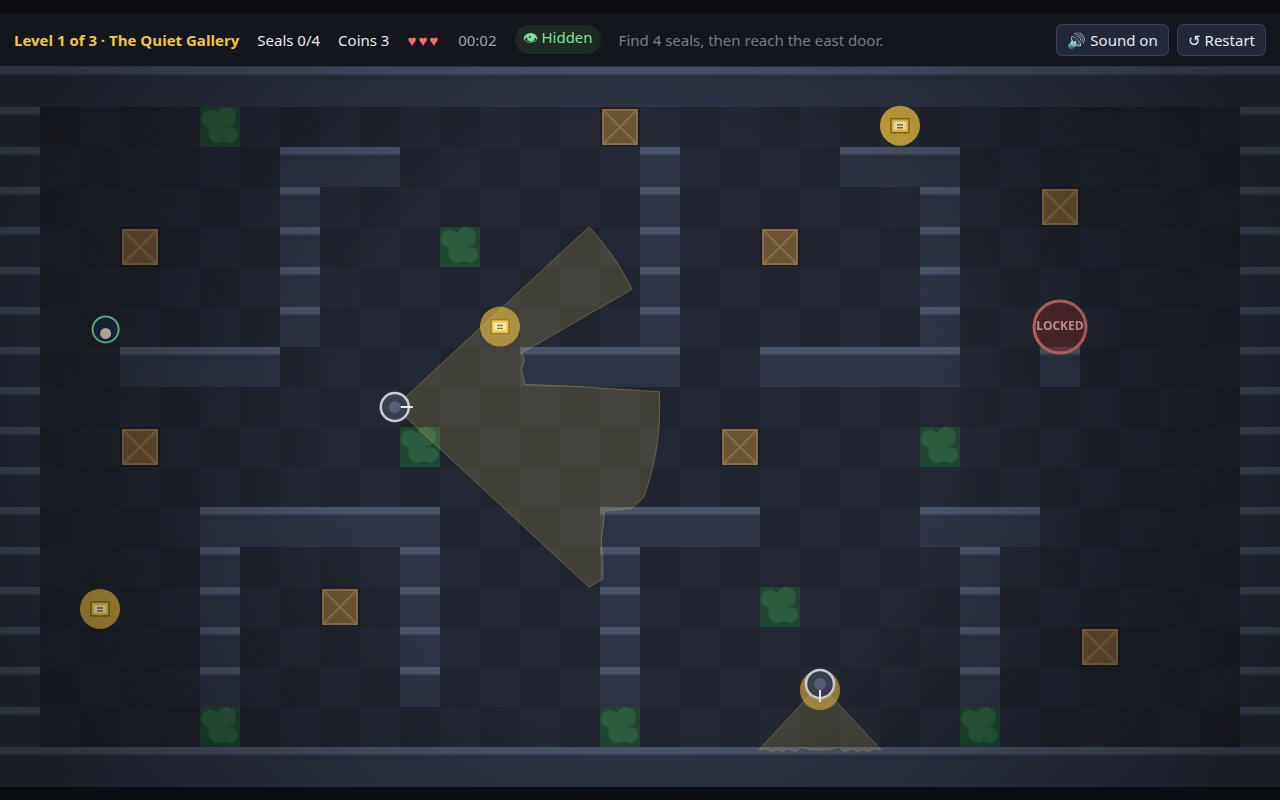 Level 1 of 3 · The Quiet Gallery Seals 0/4 Coins 3 ♥♥♥ 00:02 👁 Hidden Find 4 seals, then reach the east door. 🔊 Sound on ↺ Restart
LOCKED